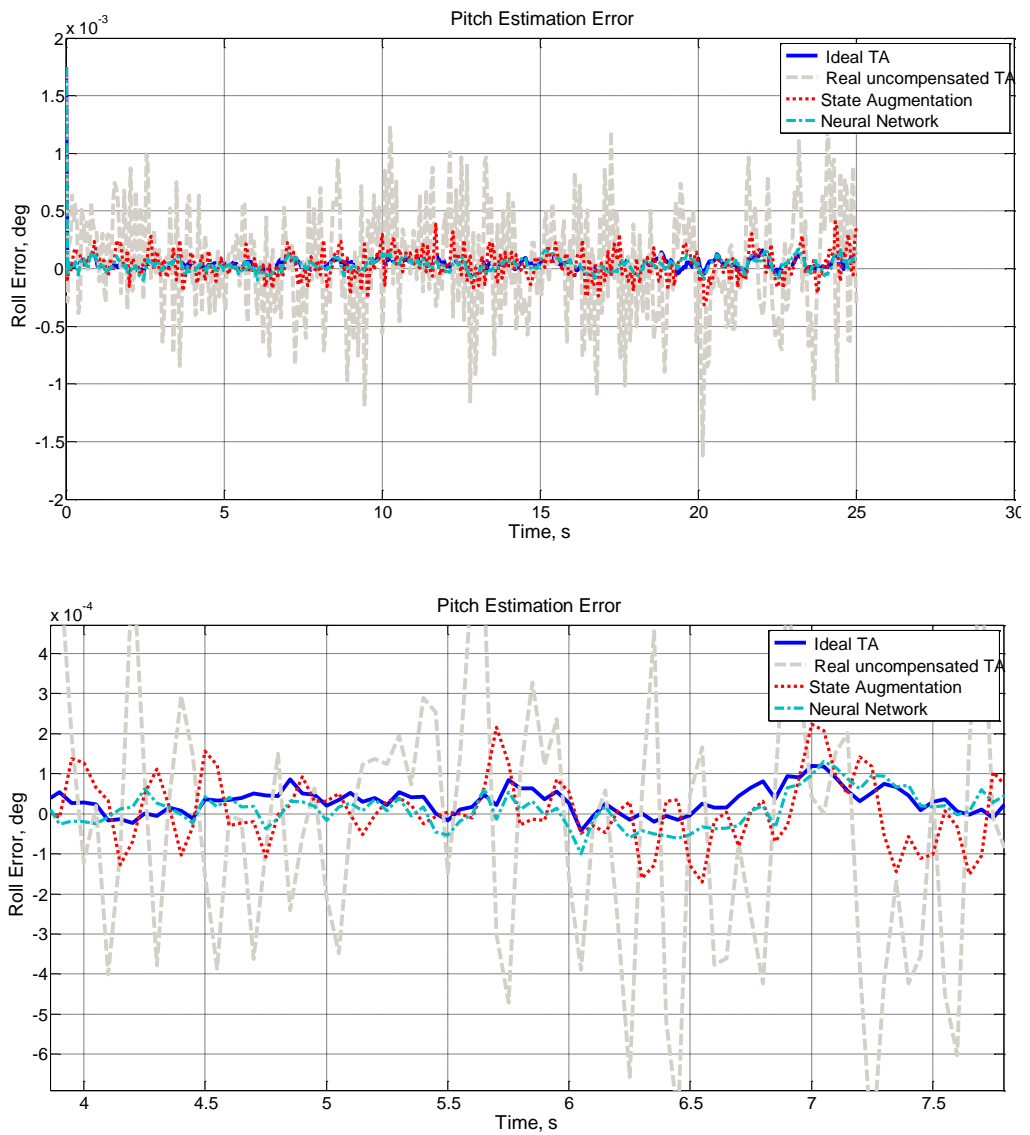 Pitch Estimation Error
x 10-3
Ideal TA
Real uncompensated TA
State Augmentation
Neural Network
2
1.5
1
0.5
0
-0.5
-1
-1.5
-2
Roll Error, deg
0 5 10 15 20 25 30
Time, s
Pitch Estimation Error
x 10-4
Ideal TA
Real uncompensated TA
State Augmentation
Neural Network
4
3
2
1
0
-1
-2
-3
-4
-5
-6
Roll Error, deg
4 4.5 5 5.5 6 6.5 7 7.5
Time, s